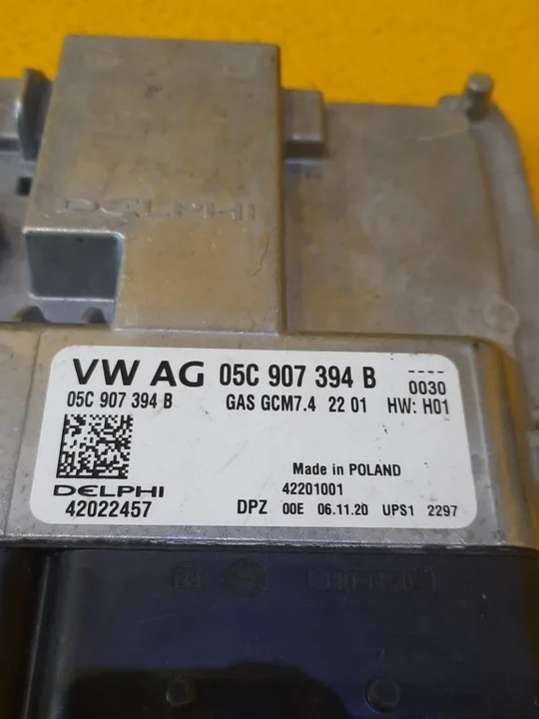 DELPHI
VW AG 05C 907 394 B
----
0030
05C 907 394 B GAS GCM7.4 22 01 HW: H01
Made in POLAND
DELPHI 42201001
42022457 DPZ 00E 06.11.20 UPS1 2297